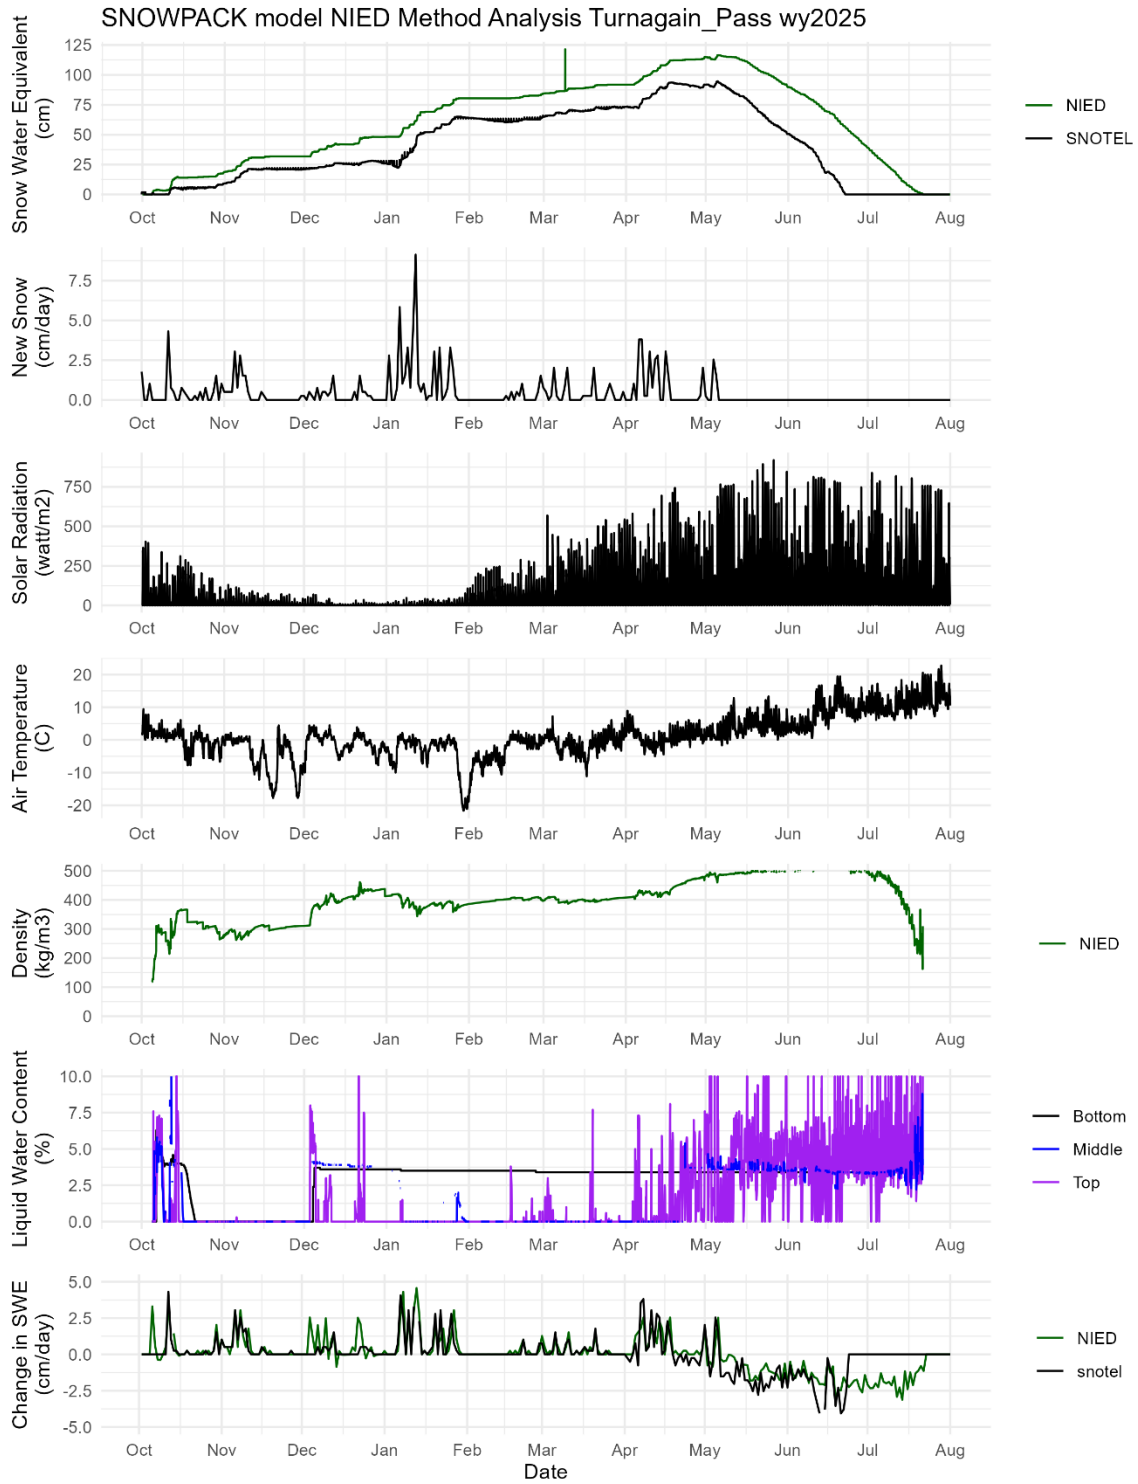 SNOWPACK model NIED Method Analysis Turnagain_Pass wy2025
Snow Water Equivalent
(cm)
125
100
75
50
25
0
Oct Nov Dec Jan Feb Mar Apr May Jun Jul Aug
NIED
SNOTEL
New Snow
(cm/day)
7.5
5.0
2.5
0.0
Oct Nov Dec Jan Feb Mar Apr May Jun Jul Aug
Solar Radiation
(watt/m2)
750
500
250
0
Oct Nov Dec Jan Feb Mar Apr May Jun Jul Aug
Air Temperature
(C)
20
10
0
-10
-20
Oct Nov Dec Jan Feb Mar Apr May Jun Jul Aug
Density
(kg/m3)
500
400
300
200
100
0
Oct Nov Dec Jan Feb Mar Apr May Jun Jul Aug
NIED
Liquid Water Content
(%)
10.0
7.5
5.0
2.5
0.0
Oct Nov Dec Jan Feb Mar Apr May Jun Jul Aug
Bottom
Middle
Top
Change in SWE
(cm/day)
5.0
2.5
0.0
-2.5
-5.0
Oct Nov Dec Jan Feb Mar Apr May Jun Jul Aug
NIED
snotel
Date